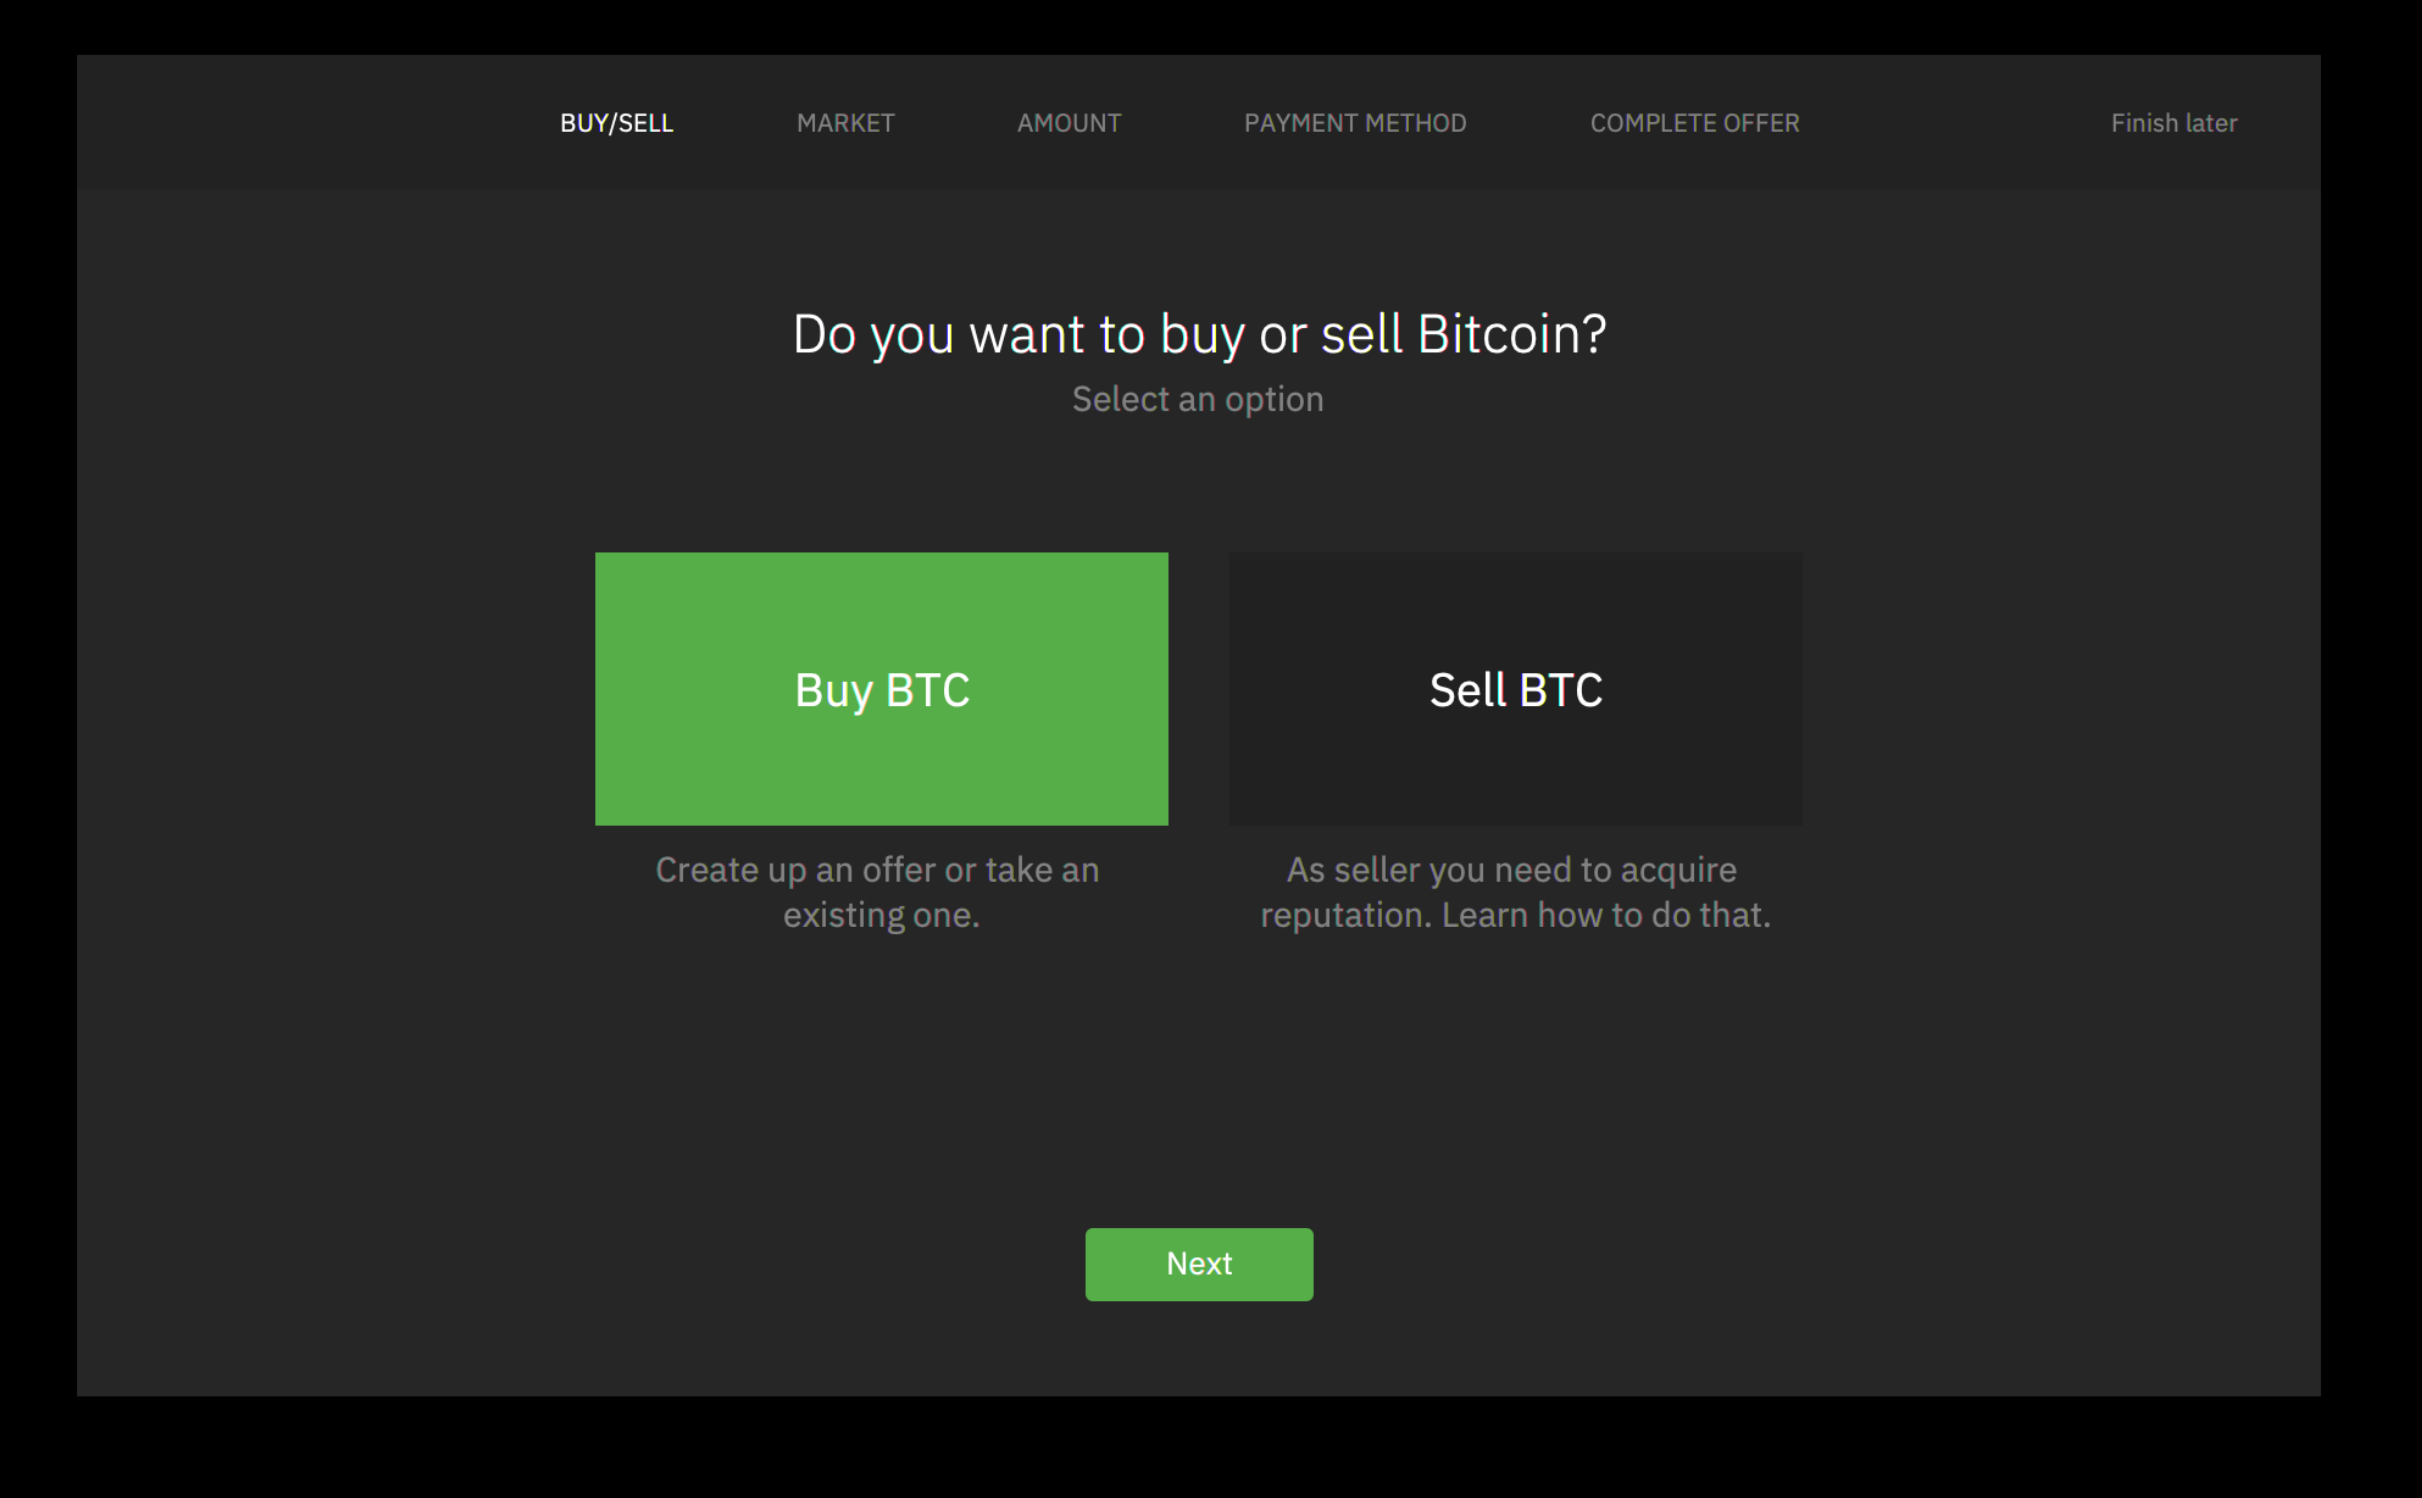 BUY/SELL MARKET AMOUNT PAYMENT METHOD COMPLETE OFFER Finish later
Do you want to buy or sell Bitcoin?
Select an option
Buy BTC
Create up an offer or take an
existing one.
Sell BTC
As seller you need to acquire
reputation. Learn how to do that.
Next